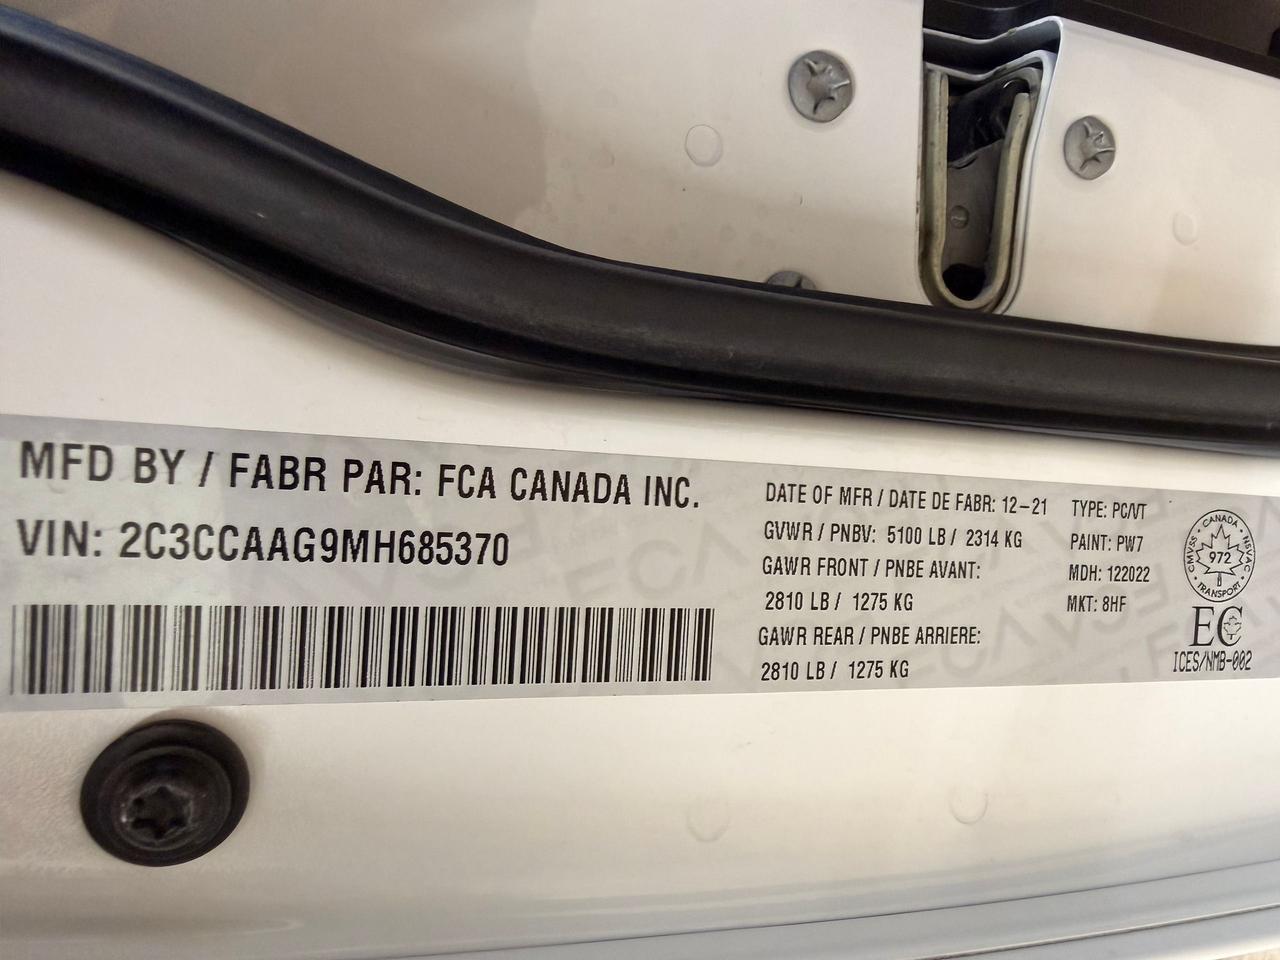 MFD BY / FABR PAR: FCA CANADA INC.
VIN: 2C3CCAAG9MH685370
DATE OF MFR / DATE DE FABR: 12-21
GVWR / PNBV: 5100 LB / 2314 KG
GAWR FRONT / PNBE AVANT:
2810 LB / 1275 KG
GAWR REAR / PNBE ARRIERE:
2810 LB / 1275 KG
TYPE: PC/VT
PAINT: PW7
MDH: 122022
MKT: 8HF
CANADA
CMVSS
NSVAC
972
TRANSPORT
EC
ICES/NMB-002